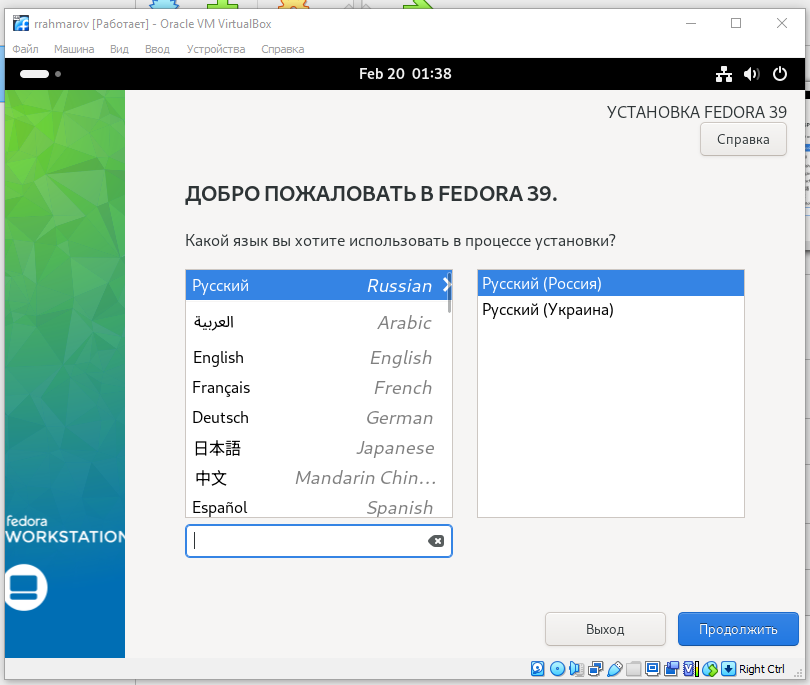 rrahmarov [Работает] - Oracle VM VirtualBox
Файл Машина Вид Ввод Устройства Справка
Feb 20 01:38
УСТАНОВКА FEDORA 39
Справка
ДОБРО ПОЖАЛОВАТЬ В FEDORA 39.
Какой язык вы хотите использовать в процессе установки?
Русский Russian
العربية Arabic
English English
Français French
Deutsch German
日本語 Japanese
中文 Mandarin Chin...
Español Spanish
Русский (Россия)
Русский (Украина)
fedora
WORKSTATION
Выход Продолжить
Right Ctrl